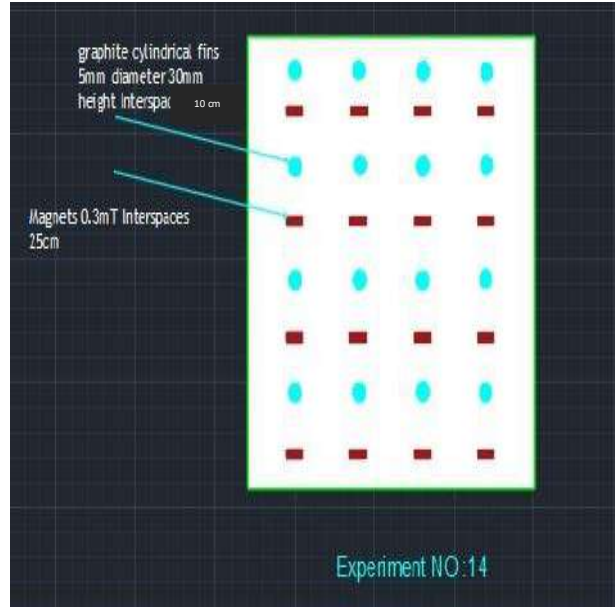 graphite cylindrical fins
5mm diameter 30mm
height Interspac 10 cm
Magnets 0.3mT Interspaces
25cm
Experiment NO:14